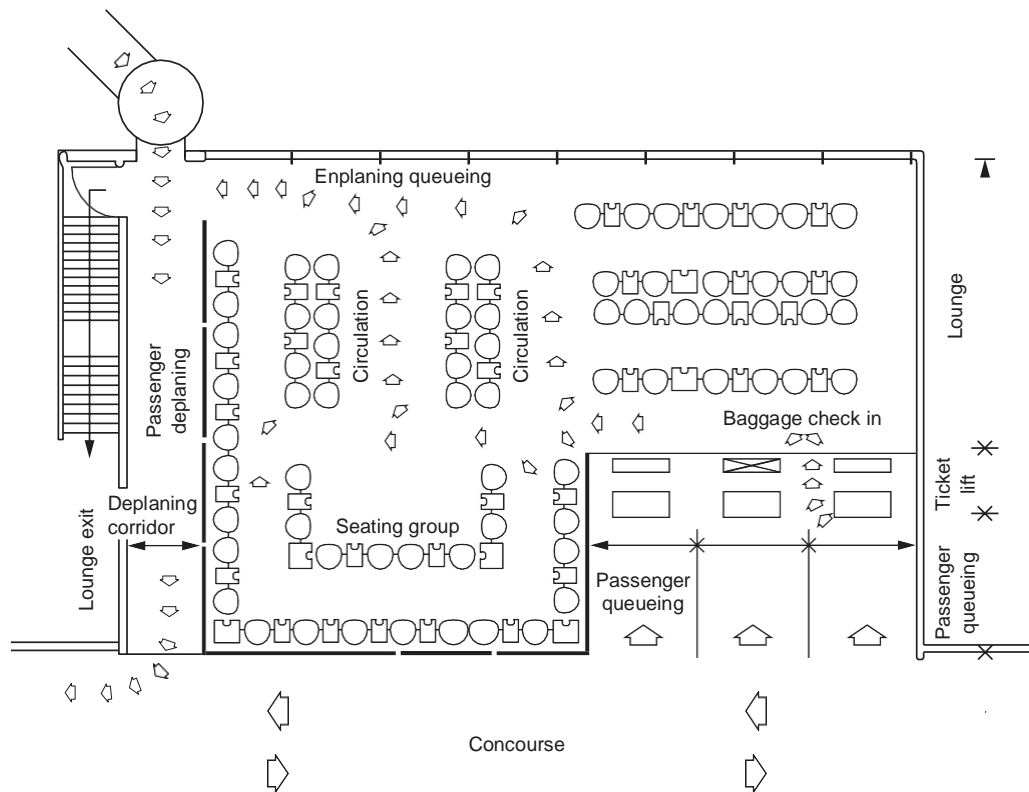 Enplaning queueing
Circulation
Circulation
Lounge
Passenger
deplaning
Baggage check in
Ticket
lift
Deplaning
corridor
Seating group
Lounge exit
Passenger
queueing
Passenger
queueing
Concourse